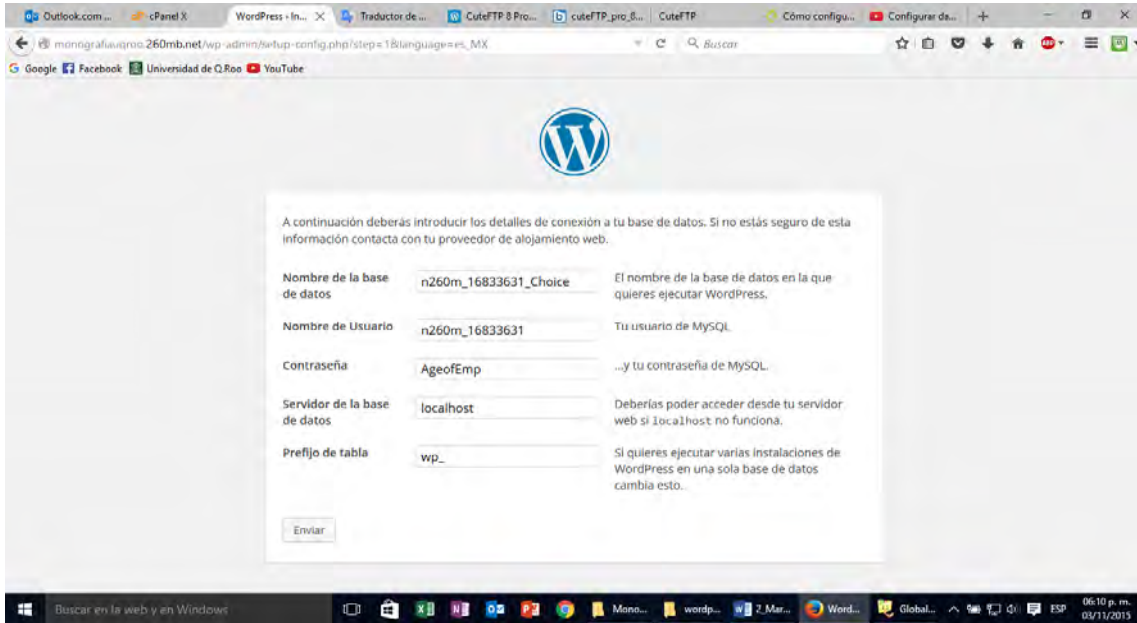 Outlook.com ... cPanel X WordPress › In... Traductor de ... CuteFTP 8 Pro... cuteFTP_pro_8... CuteFTP Cómo configu... Configurar da...
monografiauqroo.260mb.net/wp-admin/setup-config.php?step=1&language=es_MX Buscar ABP
Google Facebook Universidad de Q.Roo YouTube
A continuación deberás introducir los detalles de conexión a tu base de datos. Si no estás seguro de esta
información contacta con tu proveedor de alojamiento web.
Nombre de la base
de datos
n260m_16833631_Choice
El nombre de la base de datos en la que
quieres ejecutar WordPress.
Nombre de Usuario
n260m_16833631
Tu usuario de MySQL
Contraseña
AgeofEmp
...y tu contraseña de MySQL.
Servidor de la base
de datos
localhost
Deberías poder acceder desde tu servidor
web si localhost no funciona.
Prefijo de tabla
wp_
Si quieres ejecutar varias instalaciones de
WordPress en una sola base de datos
cambia esto.
Enviar
Buscar en la web y en Windows Mono... wordp... 2_Mar... Word... Global... ESP 06:10 p. m.
03/11/2015